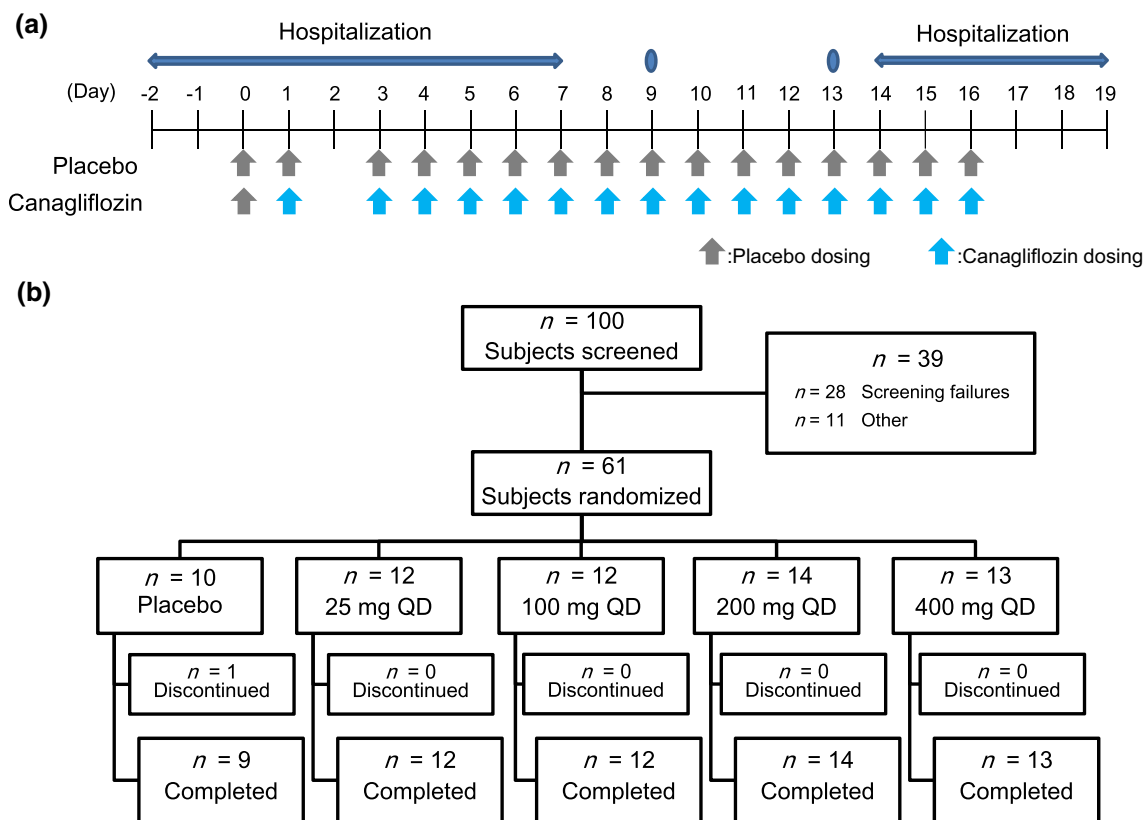 (a)
Hospitalization
Hospitalization
(Day) -2 -1 0 1 2 3 4 5 6 7 8 9 10 11 12 13 14 15 16 17 18 19
Placebo
Canagliflozin
:Placebo dosing
:Canagliflozin dosing
(b)
n = 100
Subjects screened
n = 39
n = 28 Screening failures
n = 11 Other
n = 61
Subjects randomized
n = 10
Placebo
n = 12
25 mg QD
n = 12
100 mg QD
n = 14
200 mg QD
n = 13
400 mg QD
n = 1
Discontinued
n = 0
Discontinued
n = 0
Discontinued
n = 0
Discontinued
n = 0
Discontinued
n = 9
Completed
n = 12
Completed
n = 12
Completed
n = 14
Completed
n = 13
Completed